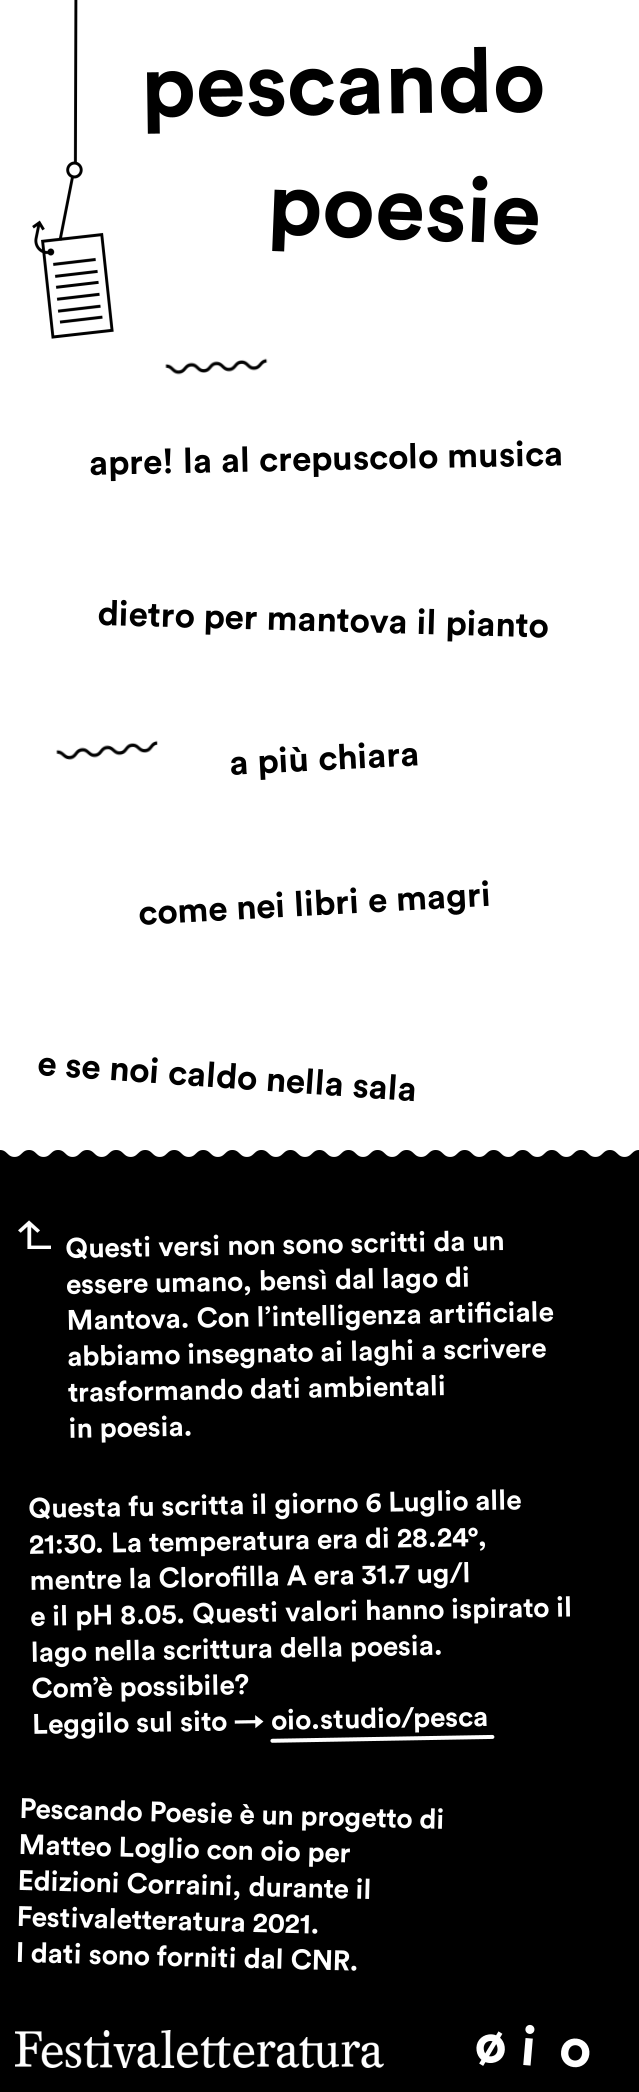 pescando
poesie
apre! la al crepuscolo musica
dietro per mantova il pianto
a più chiara
come nei libri e magri
e se noi caldo nella sala
Questi versi non sono scritti da un
essere umano, bensì dal lago di
Mantova. Con l’intelligenza artificiale
abbiamo insegnato ai laghi a scrivere
trasformando dati ambientali
in poesia.
Questa fu scritta il giorno 6 Luglio alle
21:30. La temperatura era di 28.24°,
mentre la Clorofilla A era 31.7 ug/l
e il pH 8.05. Questi valori hanno ispirato il
lago nella scrittura della poesia.
Com’è possibile?
Leggilo sul sito → oio.studio/pesca
Pescando Poesie è un progetto di
Matteo Loglio con oio per
Edizioni Corraini, durante il
Festivaletteratura 2021.
I dati sono forniti dal CNR.
Festivaletteratura øio